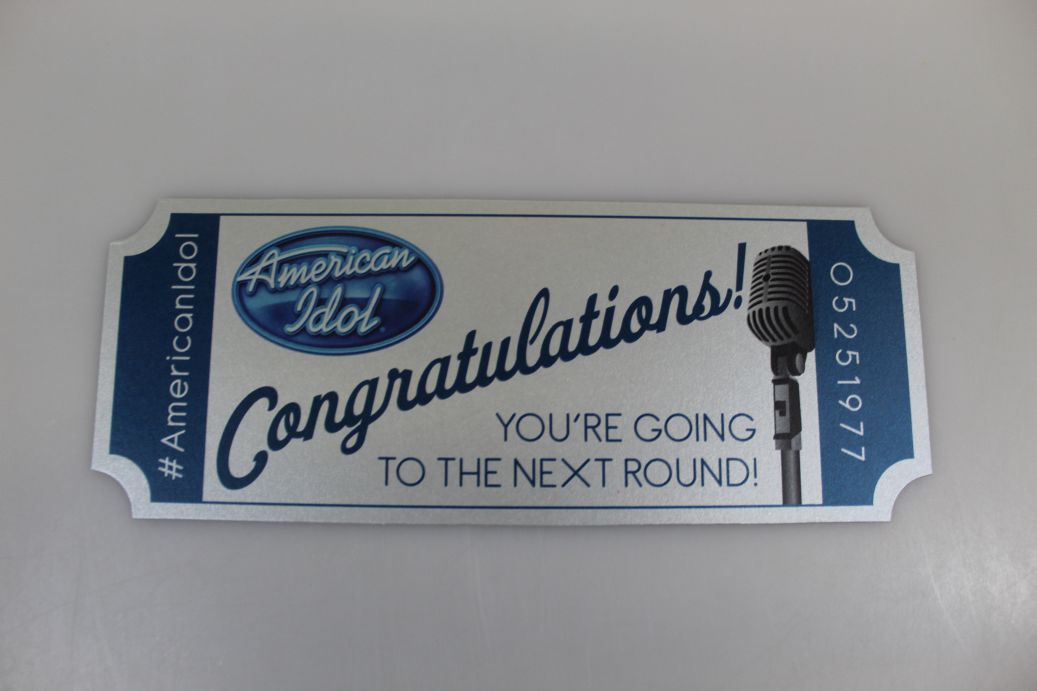 #AmericanIdol
American
Idol
Congratulations!
YOU'RE GOING
TO THE NEXT ROUND!
05251977